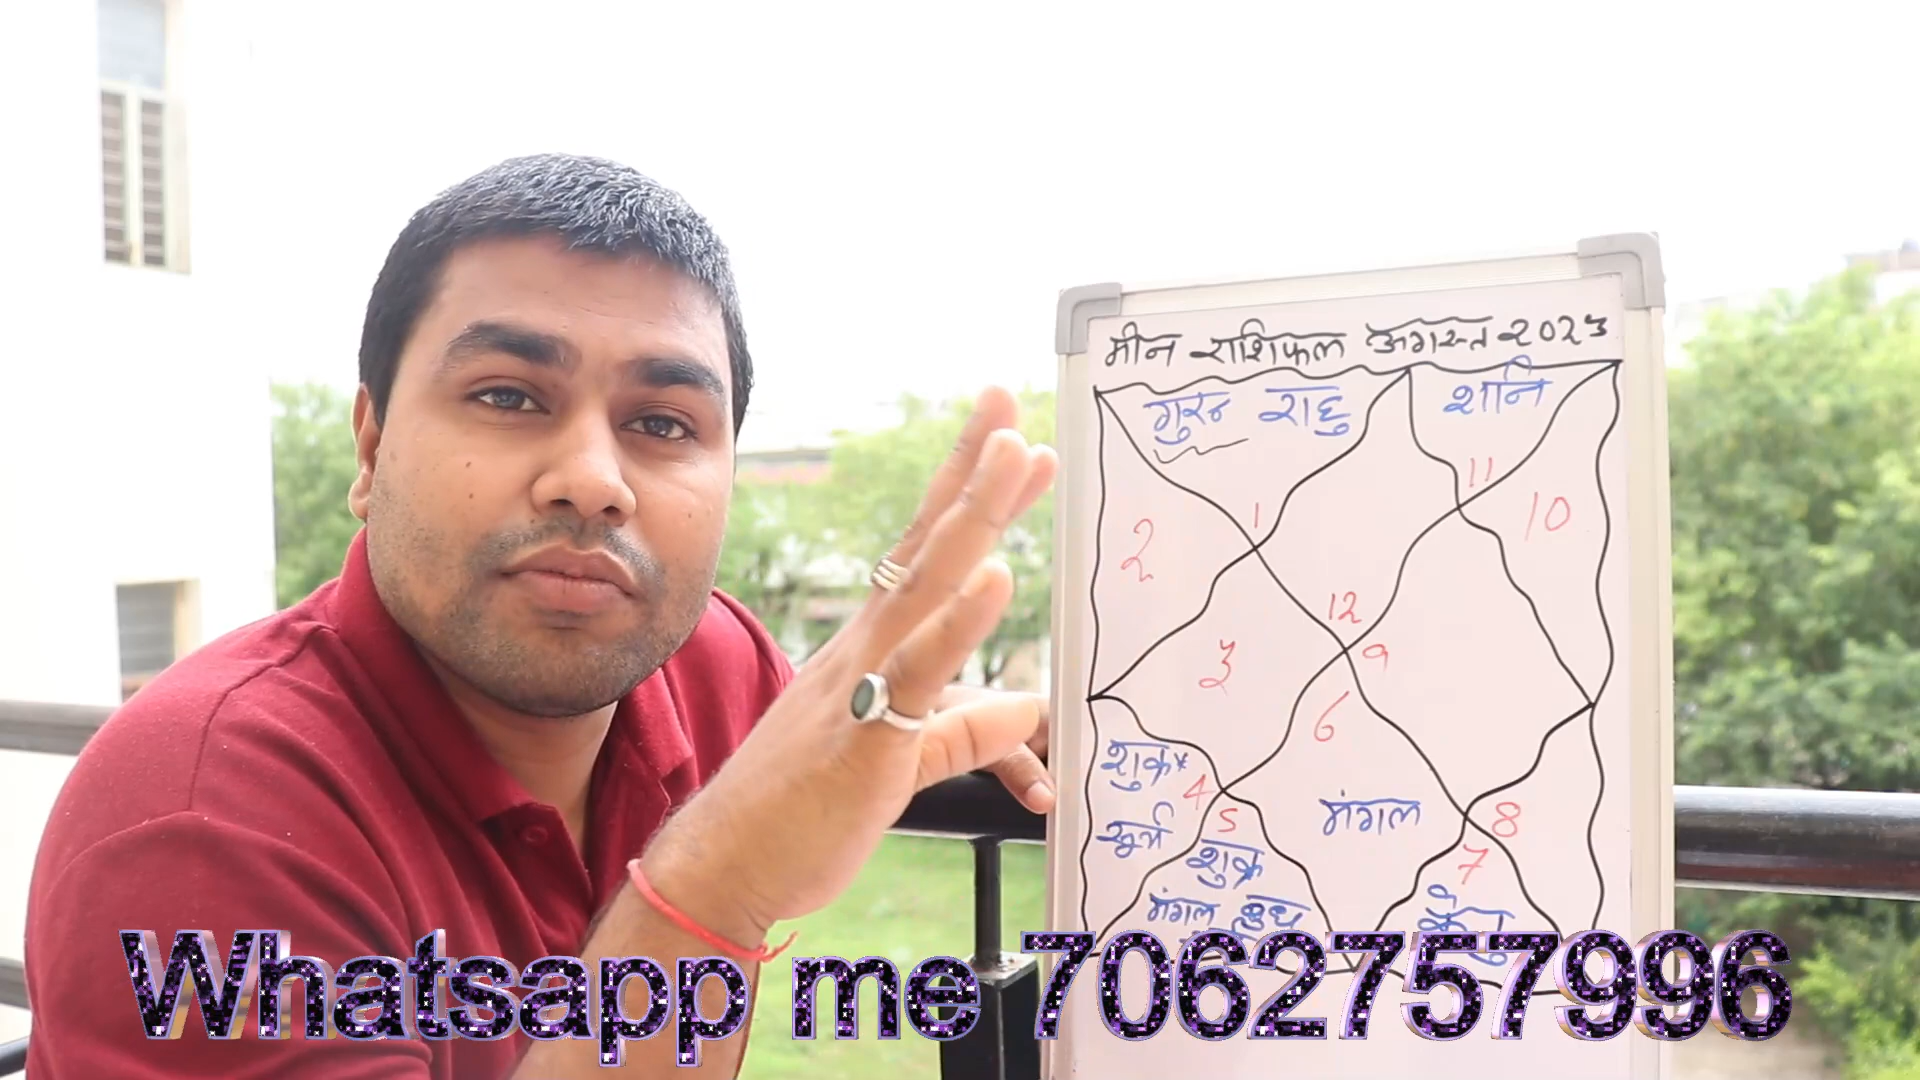 मीन राशिफल अगस्त २०२३
गुरू राहु शनि
11
10
1
2
12
3
9
6
शुक्र*
4
5
मंगल
8
सूर्य
7
शुक्र
मंगल बुध
केतु
Whatsapp me 7062757996